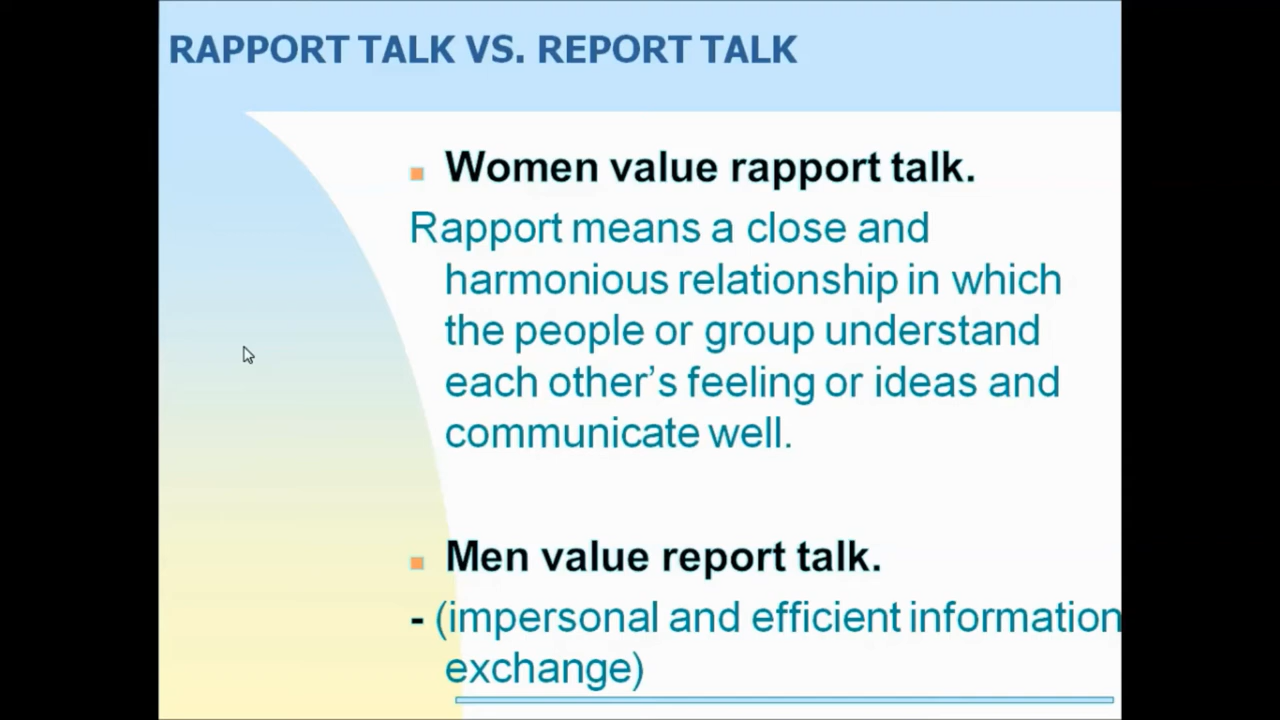 RAPPORT TALK VS. REPORT TALK
Women value rapport talk.
Rapport means a close and
harmonious relationship in which
the people or group understand
each other’s feeling or ideas and
communicate well.
Men value report talk.
- (impersonal and efficient information
exchange)